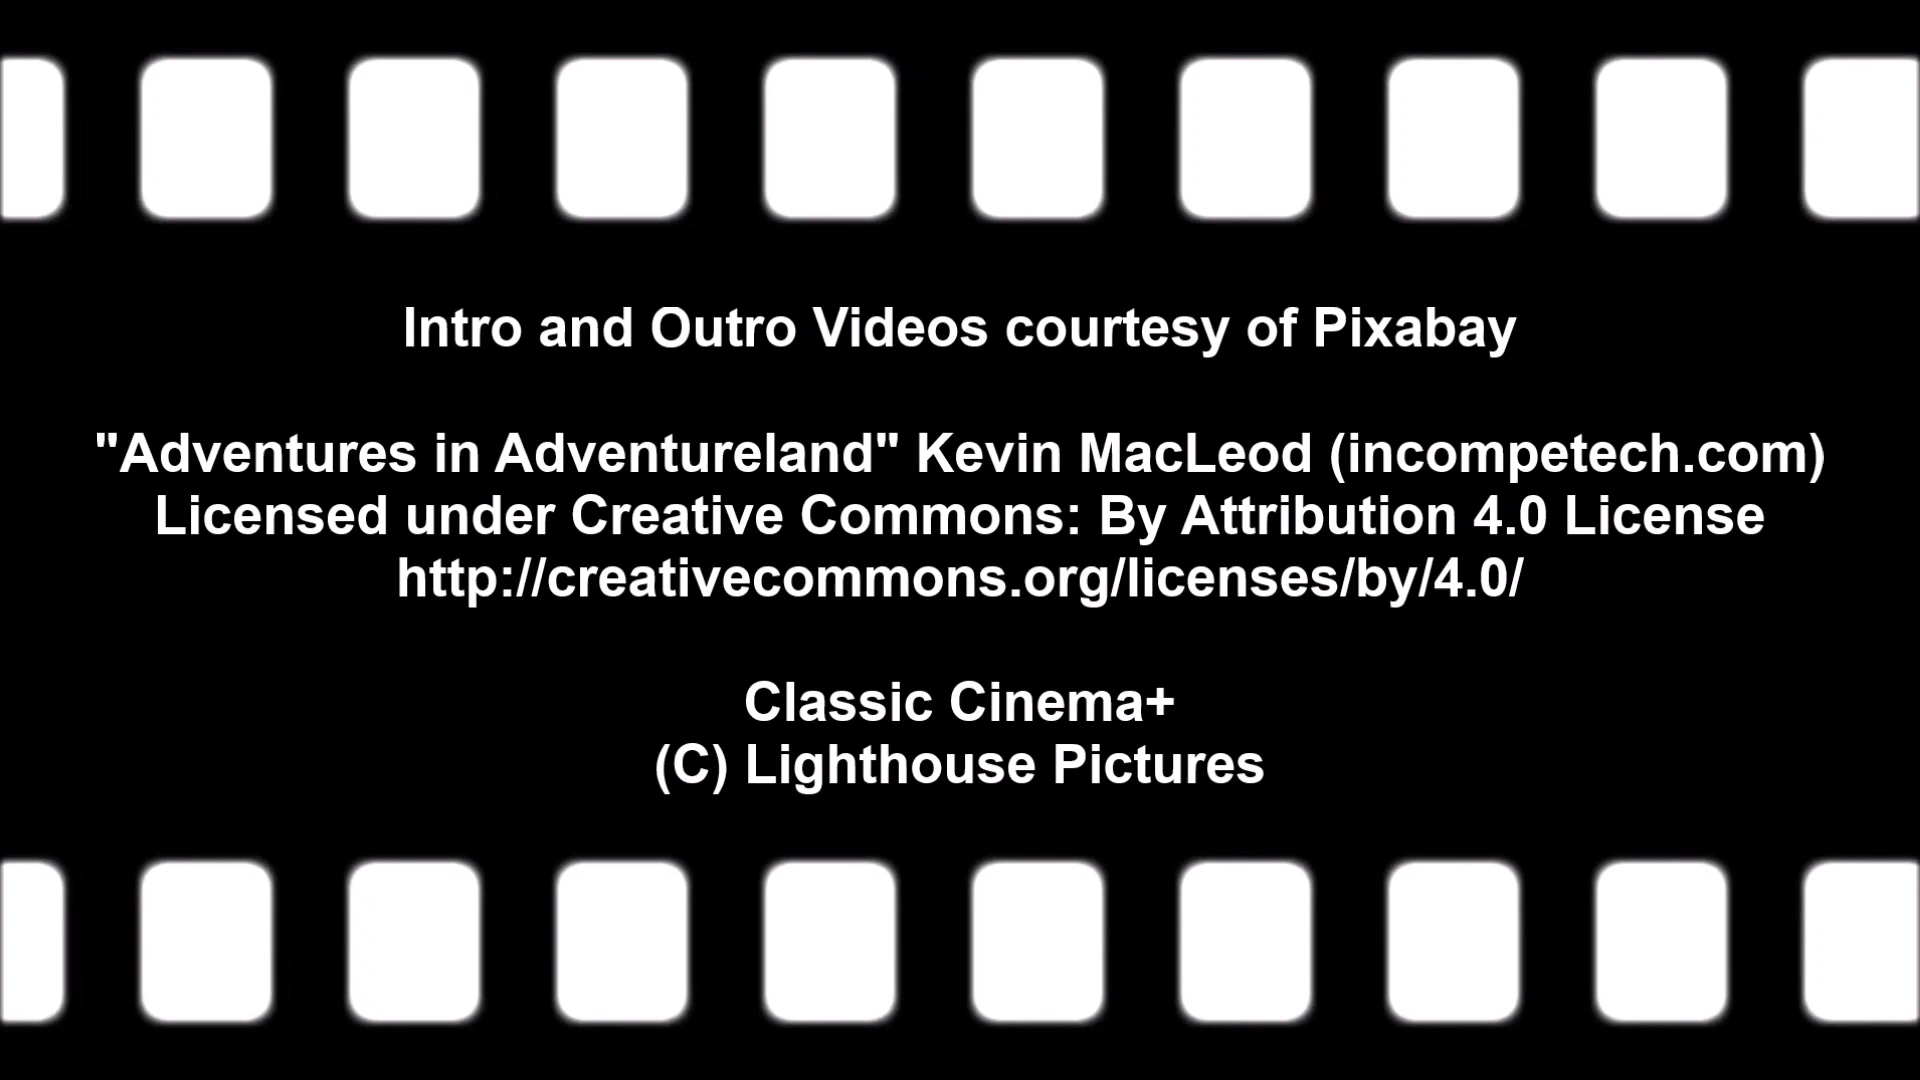 Intro and Outro Videos courtesy of Pixabay
"Adventures in Adventureland" Kevin MacLeod (incompetech.com)
Licensed under Creative Commons: By Attribution 4.0 License
http://creativecommons.org/licenses/by/4.0/
Classic Cinema+
(C) Lighthouse Pictures